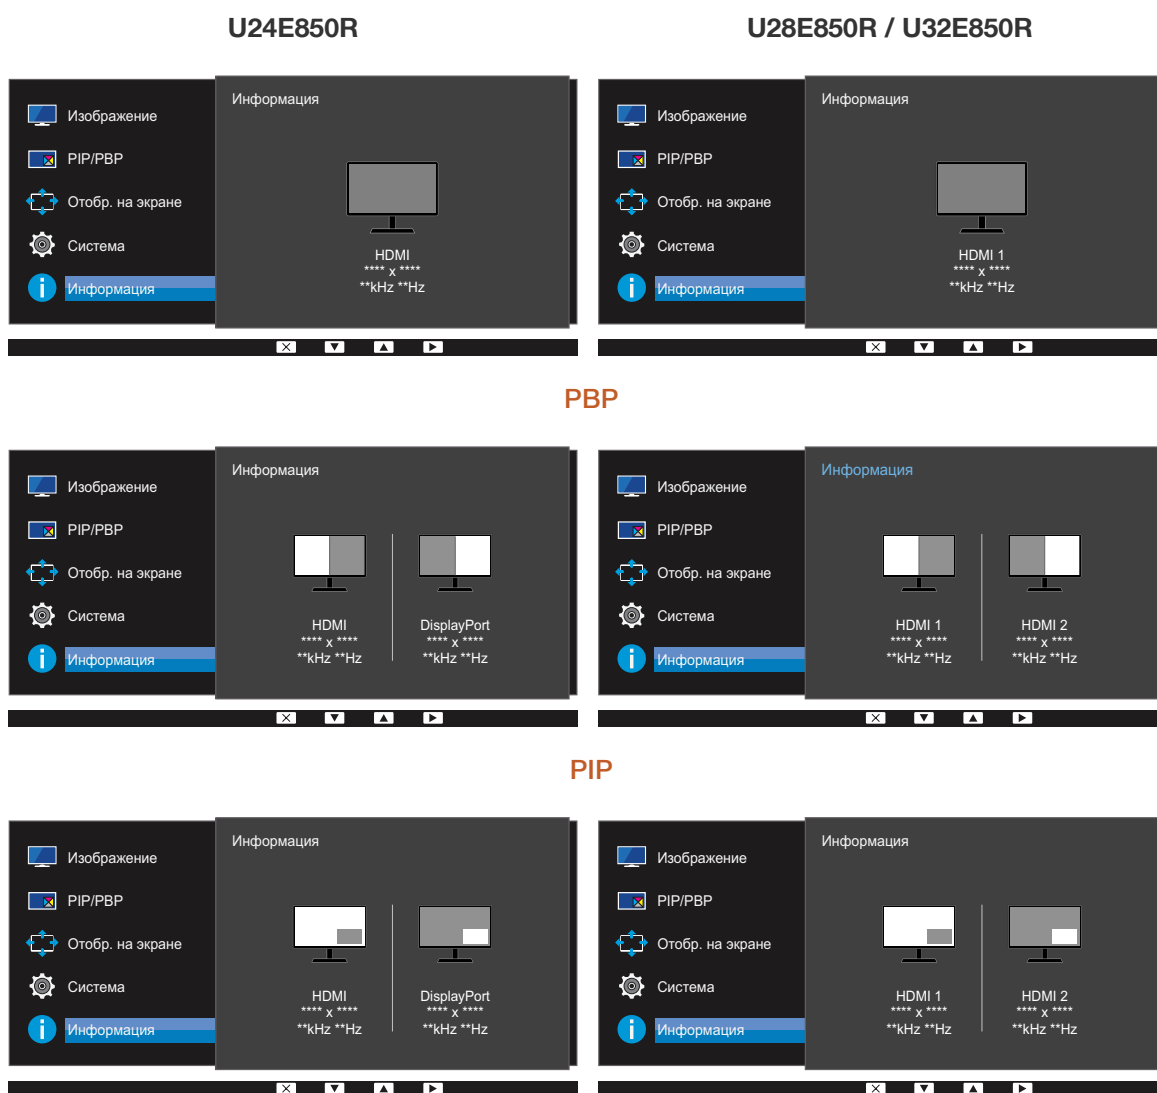 U24E850R
U28E850R / U32E850R
Изображение
PIP/PBP
Отобр. на экране
Система
Информация
Информация
HDMI
**** x ****
**kHz **Hz
Изображение
PIP/PBP
Отобр. на экране
Система
Информация
Информация
HDMI 1
**** x ****
**kHz **Hz
PBP
Изображение
PIP/PBP
Отобр. на экране
Система
Информация
Информация
HDMI
**** x ****
**kHz **Hz
DisplayPort
**** x ****
**kHz **Hz
Изображение
PIP/PBP
Отобр. на экране
Система
Информация
Информация
HDMI 1
**** x ****
**kHz **Hz
HDMI 2
**** x ****
**kHz **Hz
PIP
Изображение
PIP/PBP
Отобр. на экране
Система
Информация
Информация
HDMI
**** x ****
**kHz **Hz
DisplayPort
**** x ****
**kHz **Hz
Изображение
PIP/PBP
Отобр. на экране
Система
Информация
Информация
HDMI 1
**** x ****
**kHz **Hz
HDMI 2
**** x ****
**kHz **Hz